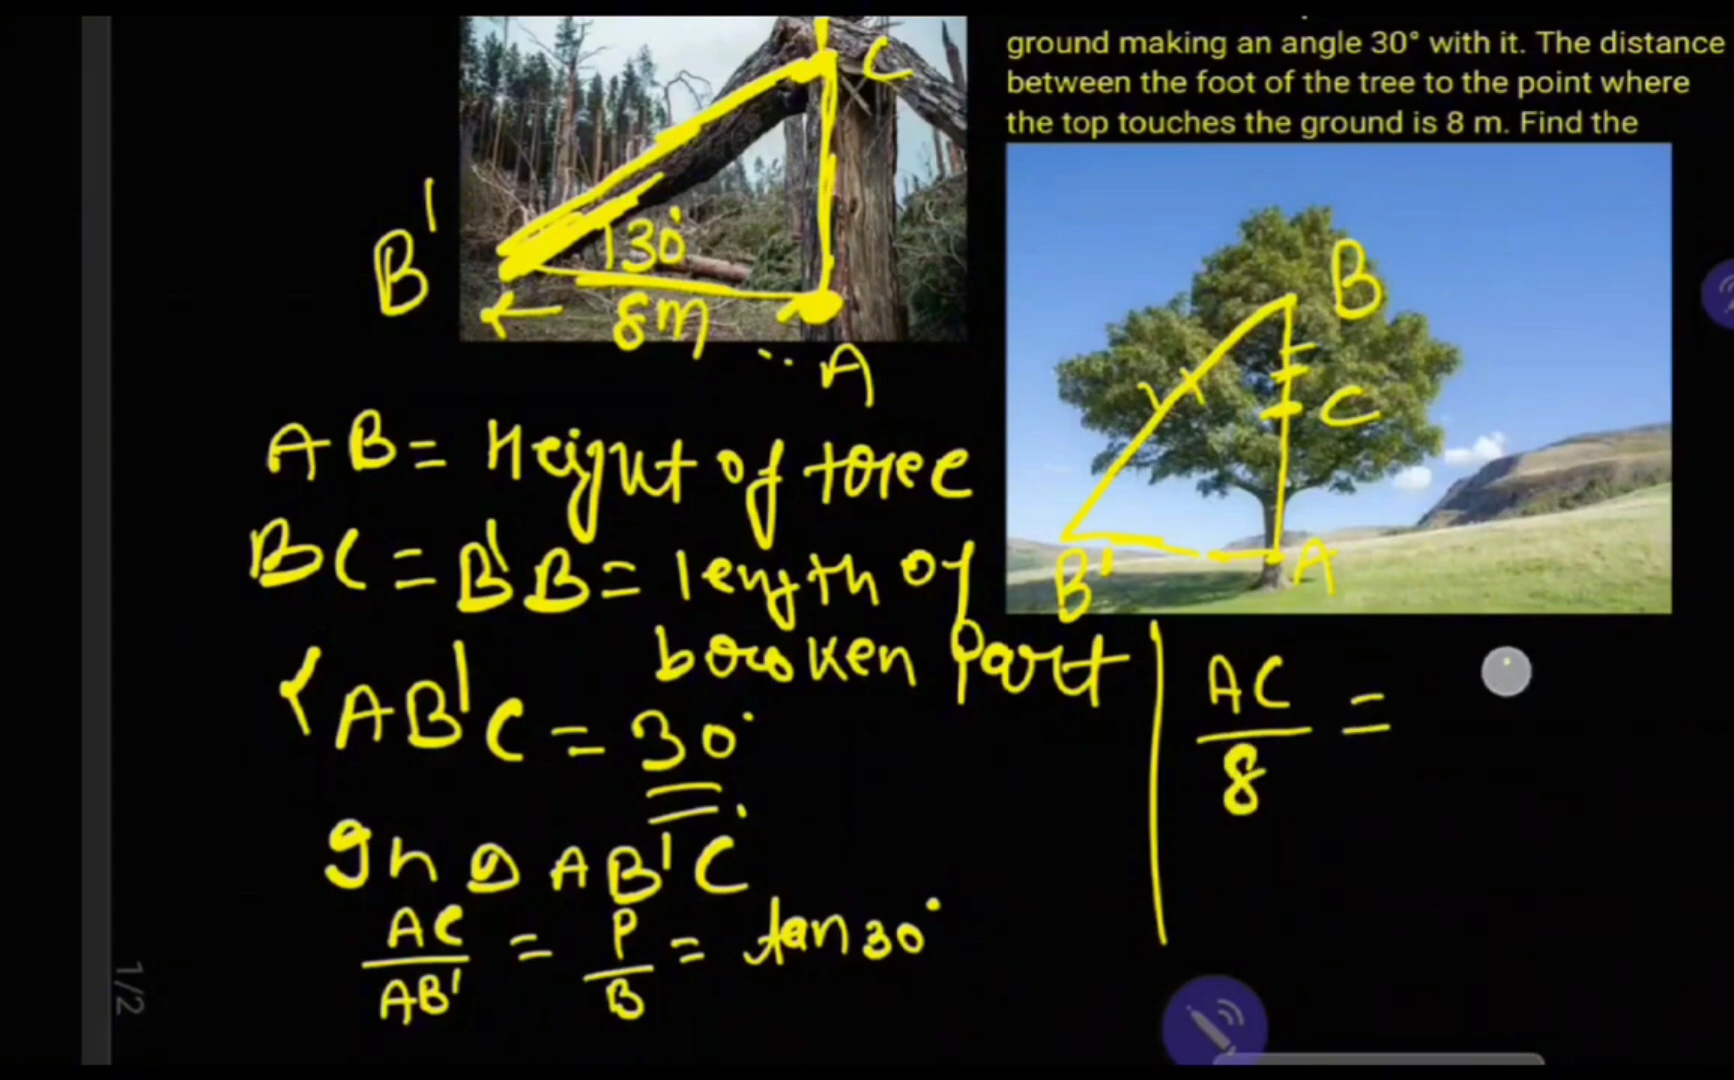 ground making an angle 30° with it. The distance
between the foot of the tree to the point where
the top touches the ground is 8 m. Find the
C
B'
30°
8m
A
B
C
B'
A
AB = Height of tree
BC = B'B = length of
broken Part
∠AB'C = 30°
In △ AB'C
AC/AB' = P/B = tan 30°
AC/8 =
1/2